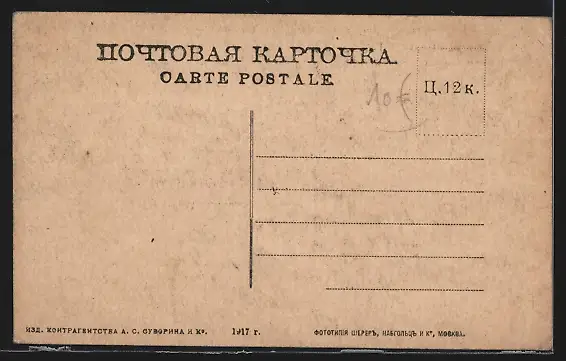 ПОЧТОВАЯ КАРТОЧКА
CARTE POSTALE
10€
Ц. 12 к.
ИЗД. КОНТРАГЕНТСТВА А. С. СУВОРИНА И Кº. 1917 г.
ФОТОТИПІЯ ШЕРЕРЪ, НАБГОЛЬЦЪ И Кº, МОСКВА.